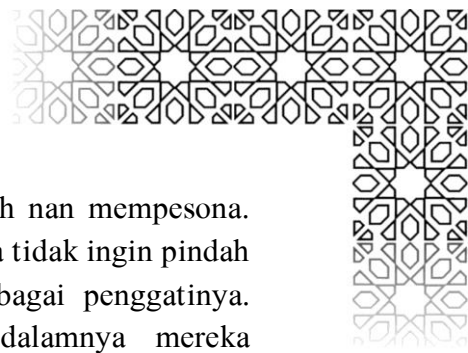 h nan mempesona.
a tidak ingin pindah
bagai penggatinya.
dalamnya mereka